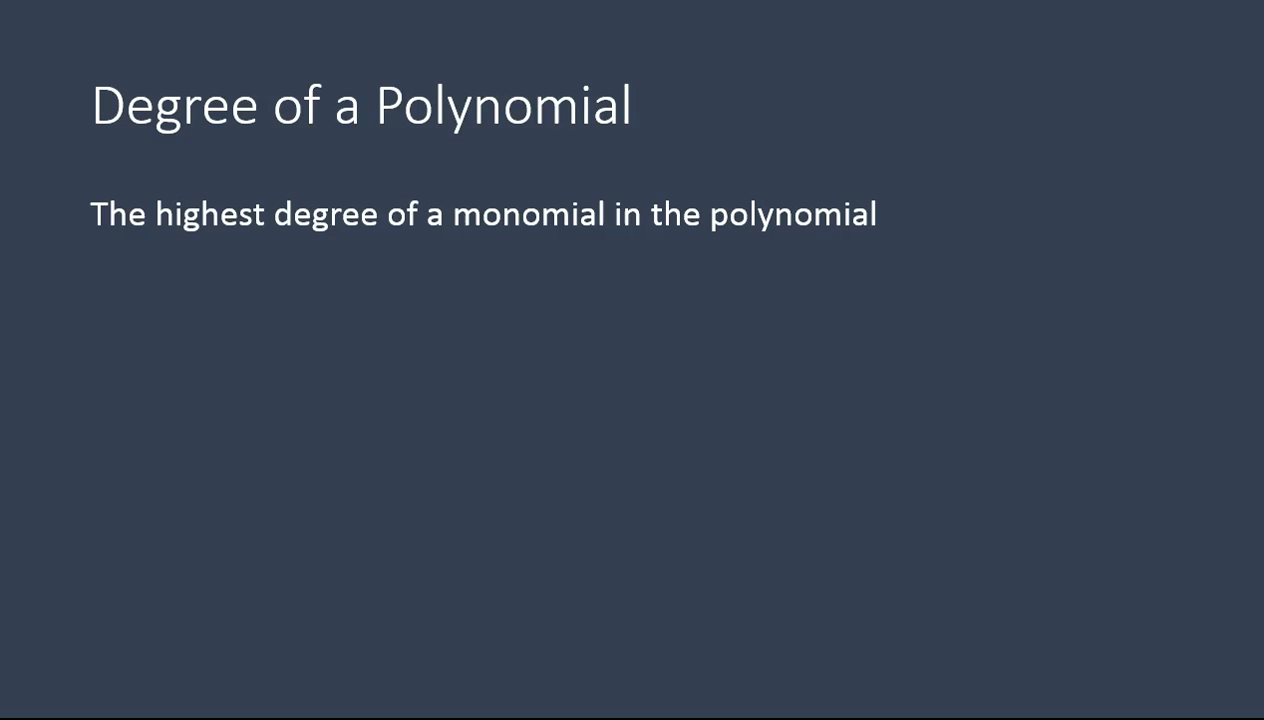 Degree of a Polynomial
The highest degree of a monomial in the polynomial